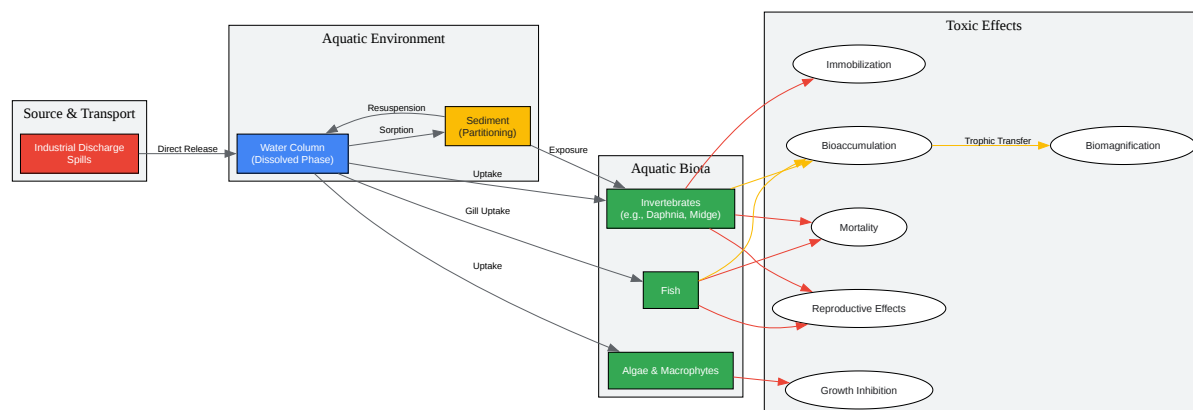 Source & Transport
Industrial Discharge
Spills
Direct Release
Aquatic Environment
Water Column
(Dissolved Phase)
Resuspension
Sorption
Sediment
(Partitioning)
Exposure
Uptake
Gill Uptake
Uptake
Aquatic Biota
Invertebrates
(e.g., Daphnia, Midge)
Fish
Algae & Macrophytes
Toxic Effects
Immobilization
Bioaccumulation
Trophic Transfer
Biomagnification
Mortality
Reproductive Effects
Growth Inhibition